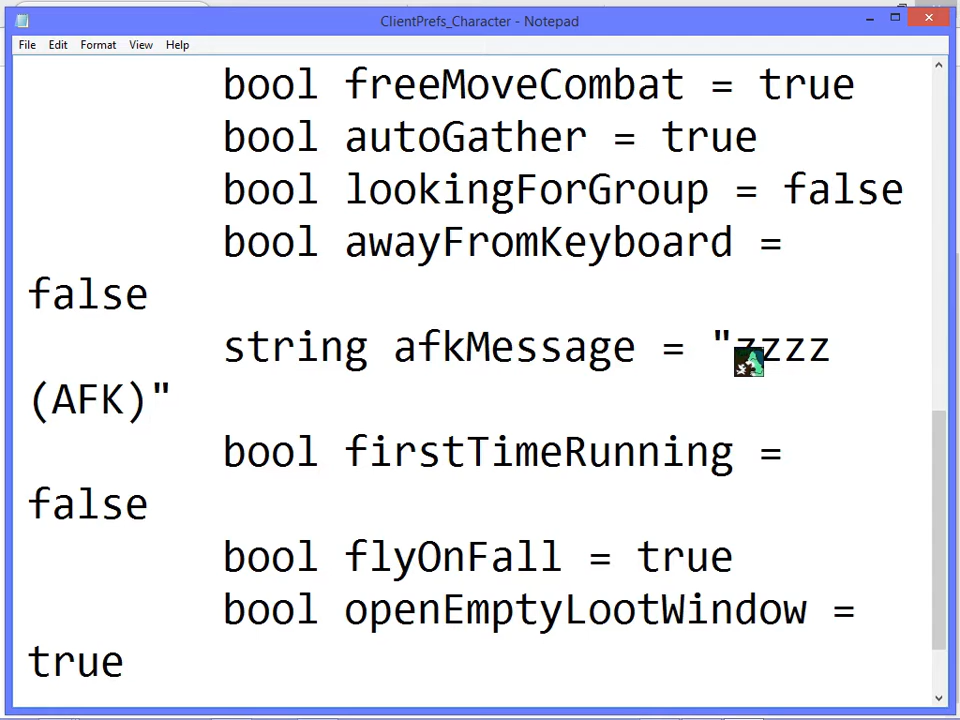 ClientPrefs_Character - Notepad
File Edit Format View Help
bool freeMoveCombat = true
bool autoGather = true
bool lookingForGroup = false
bool awayFromKeyboard =
false
string afkMessage = "zzzz
(AFK)"
bool firstTimeRunning =
false
bool flyOnFall = true
bool openEmptyLootWindow =
true